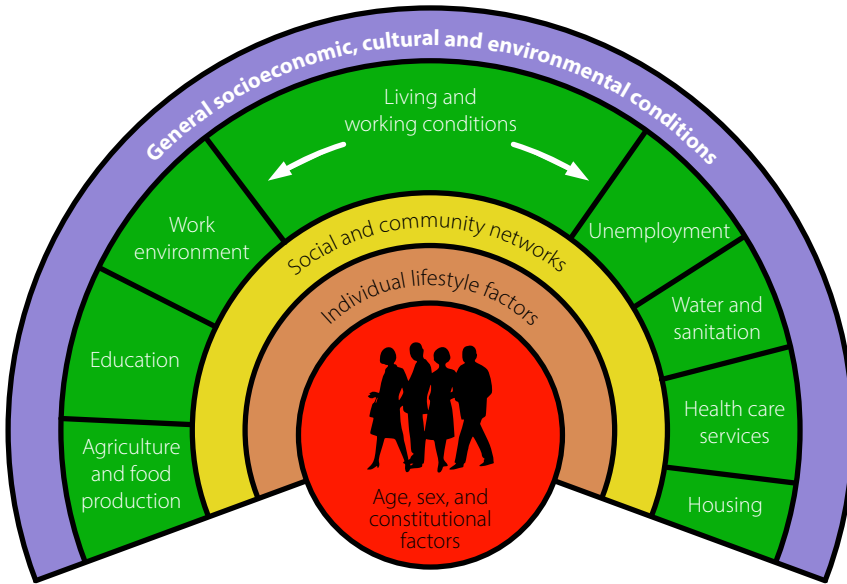 General socioeconomic, cultural and environmental conditions
Living and
working conditions
Work
environment
Unemployment
Social and community networks
Individual lifestyle factors
Water and
sanitation
Education
Health care
services
Agriculture
and food
production
Housing
Age, sex, and
constitutional
factors